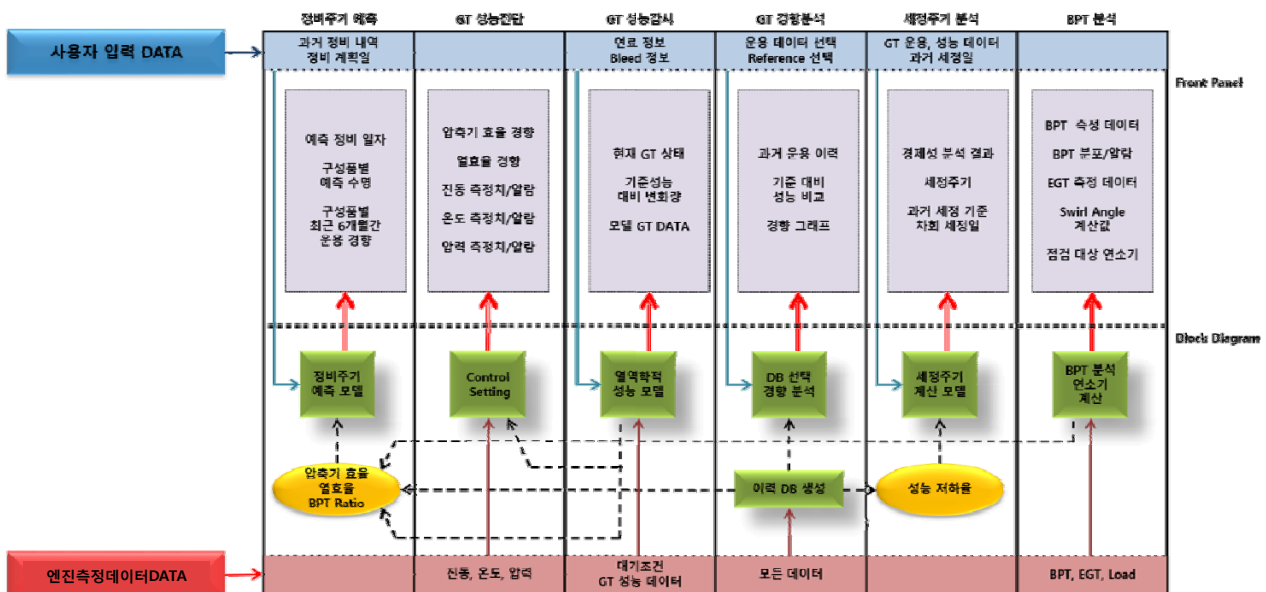 정비주기 예측
GT 성능진단
GT 성능감시
GT 경향분석
세정주기 분석
BPT 분석
사용자 입력 DATA
과거 정비 내역
정비 계획일
연료 정보
Bleed 정보
운용 데이터 선택
Reference 선택
GT 운용, 성능 데이터
과거 세정일
Front Panel
예측 정비 일자
구성품별
예측 수명
구성품별
최근 6개월간
운용 경향
압축기 효율 경향
열효율 경향
진동 측정치/알람
온도 측정치/알람
압력 측정치/알람
현재 GT 상태
기준성능
대비 변화량
모델 GT DATA
과거 운용 이력
기준 대비
성능 비교
경향 그래프
경제성 분석 결과
세정주기
과거 세정 기준
차회 세정일
BPT 측성 데이터
BPT 분포/알람
EGT 측정 데이터
Swirl Angle
계산값
점검 대상 연소기
Block Diagram
정비주기
예측 모델
Control
Setting
열역학적
성능 모델
DB 선택
경향 분석
세정주기
계산 모델
BPT 분석
연소기
계산
압축기 효율
열효율
BPT Ratio
이력 DB 생성
성능 저하율
엔진측정데이터DATA
진동, 온도, 압력
대기조건
GT 성능 데이터
모든 데이터
BPT, EGT, Load